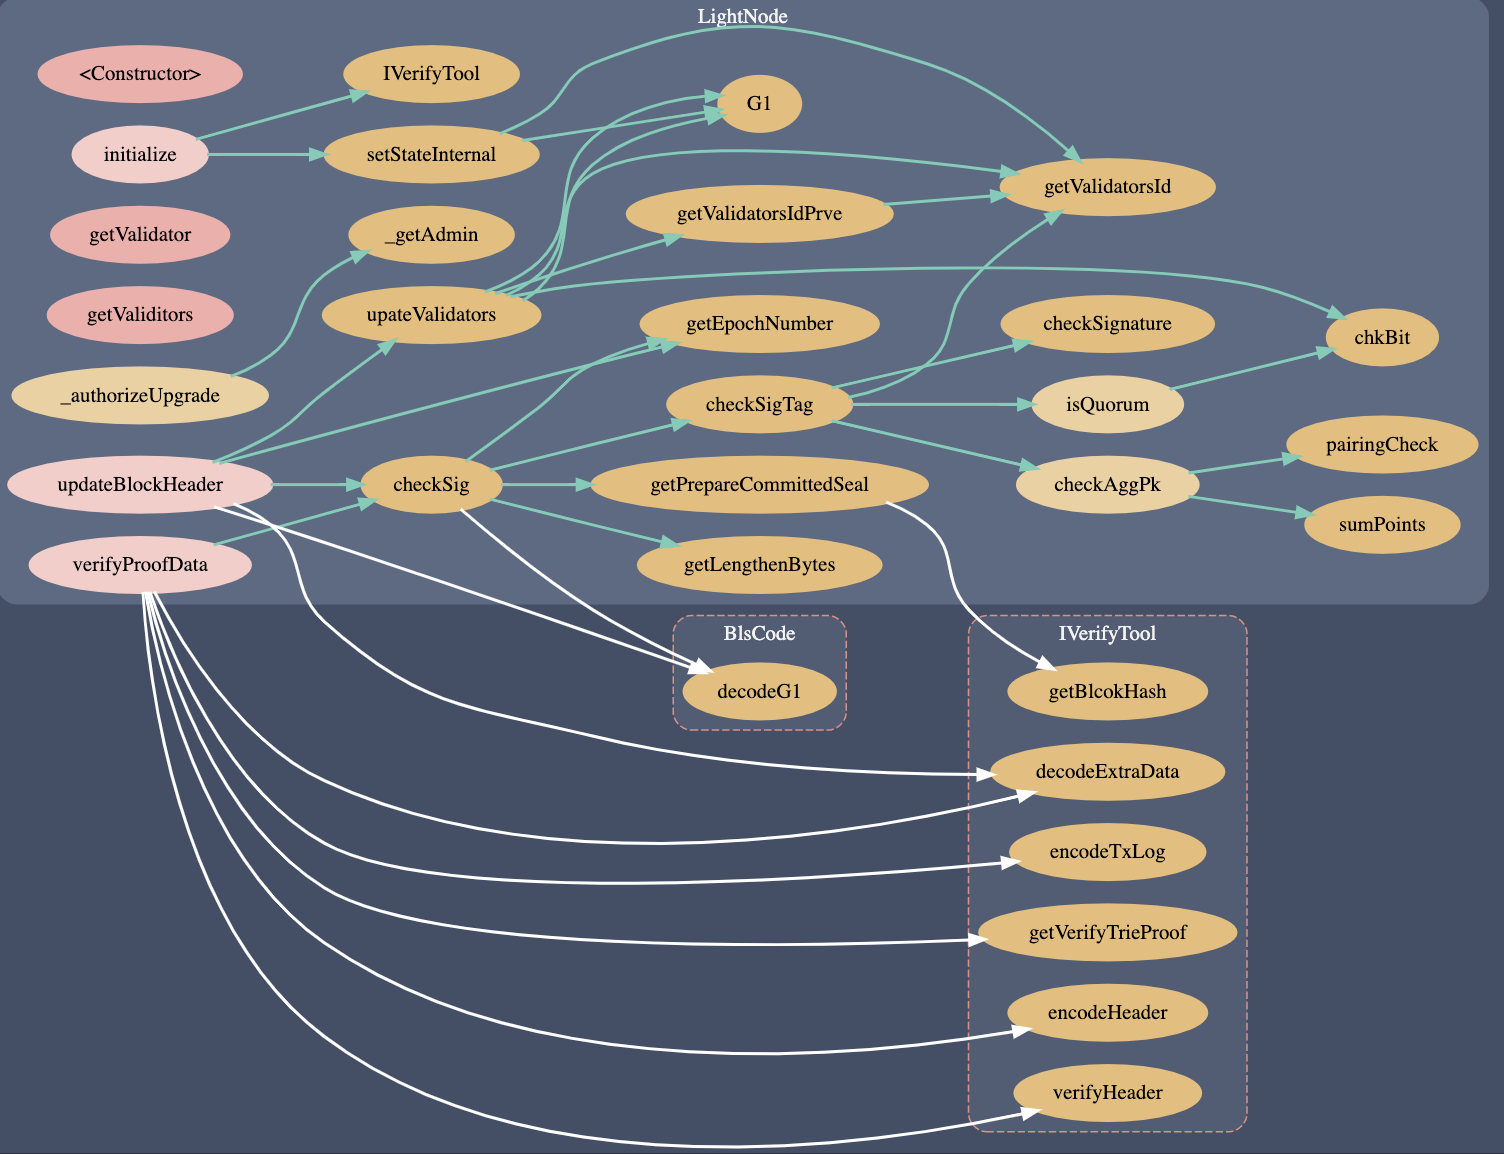 LightNode
<Constructor>
IVerifyTool
G1
initialize
setStateInternal
getValidatorsId
getValidator
_getAdmin
getValidatorsIdPrve
getValiditors
upateValidators
getEpochNumber
checkSignature
chkBit
_authorizeUpgrade
checkSigTag
isQuorum
pairingCheck
updateBlockHeader
checkSig
getPrepareCommittedSeal
checkAggPk
sumPoints
verifyProofData
getLengthenBytes
BlsCode
decodeG1
IVerifyTool
getBlcokHash
decodeExtraData
encodeTxLog
getVerifyTrieProof
encodeHeader
verifyHeader